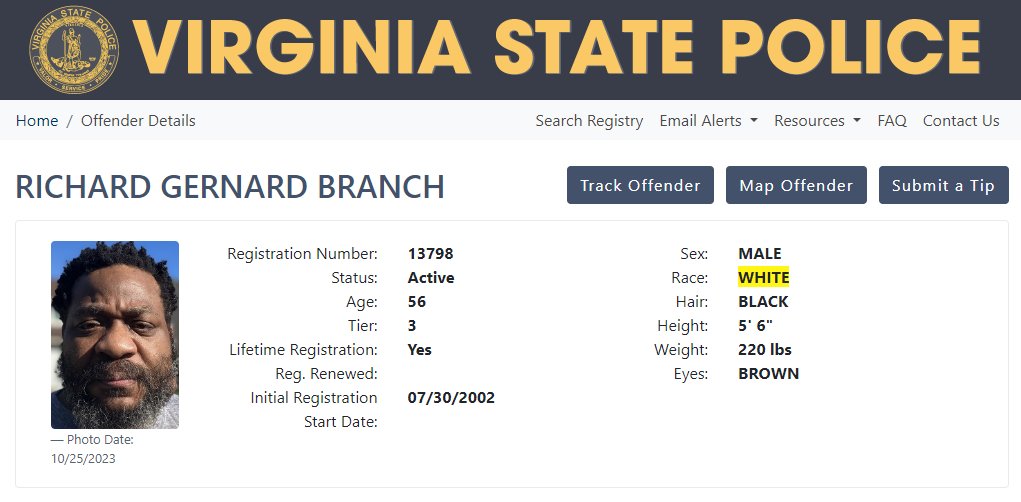 VIRGINIA STATE POLICE
Home / Offender Details
Search Registry Email Alerts Resources FAQ Contact Us
RICHARD GERNARD BRANCH
Track Offender Map Offender Submit a Tip
Registration Number: 13798
Status: Active
Age: 56
Tier: 3
Lifetime Registration: Yes
Reg. Renewed:
Initial Registration 07/30/2002
Start Date:
Sex: MALE
Race: WHITE
Hair: BLACK
Height: 5' 6"
Weight: 220 lbs
Eyes: BROWN
— Photo Date:
10/25/2023